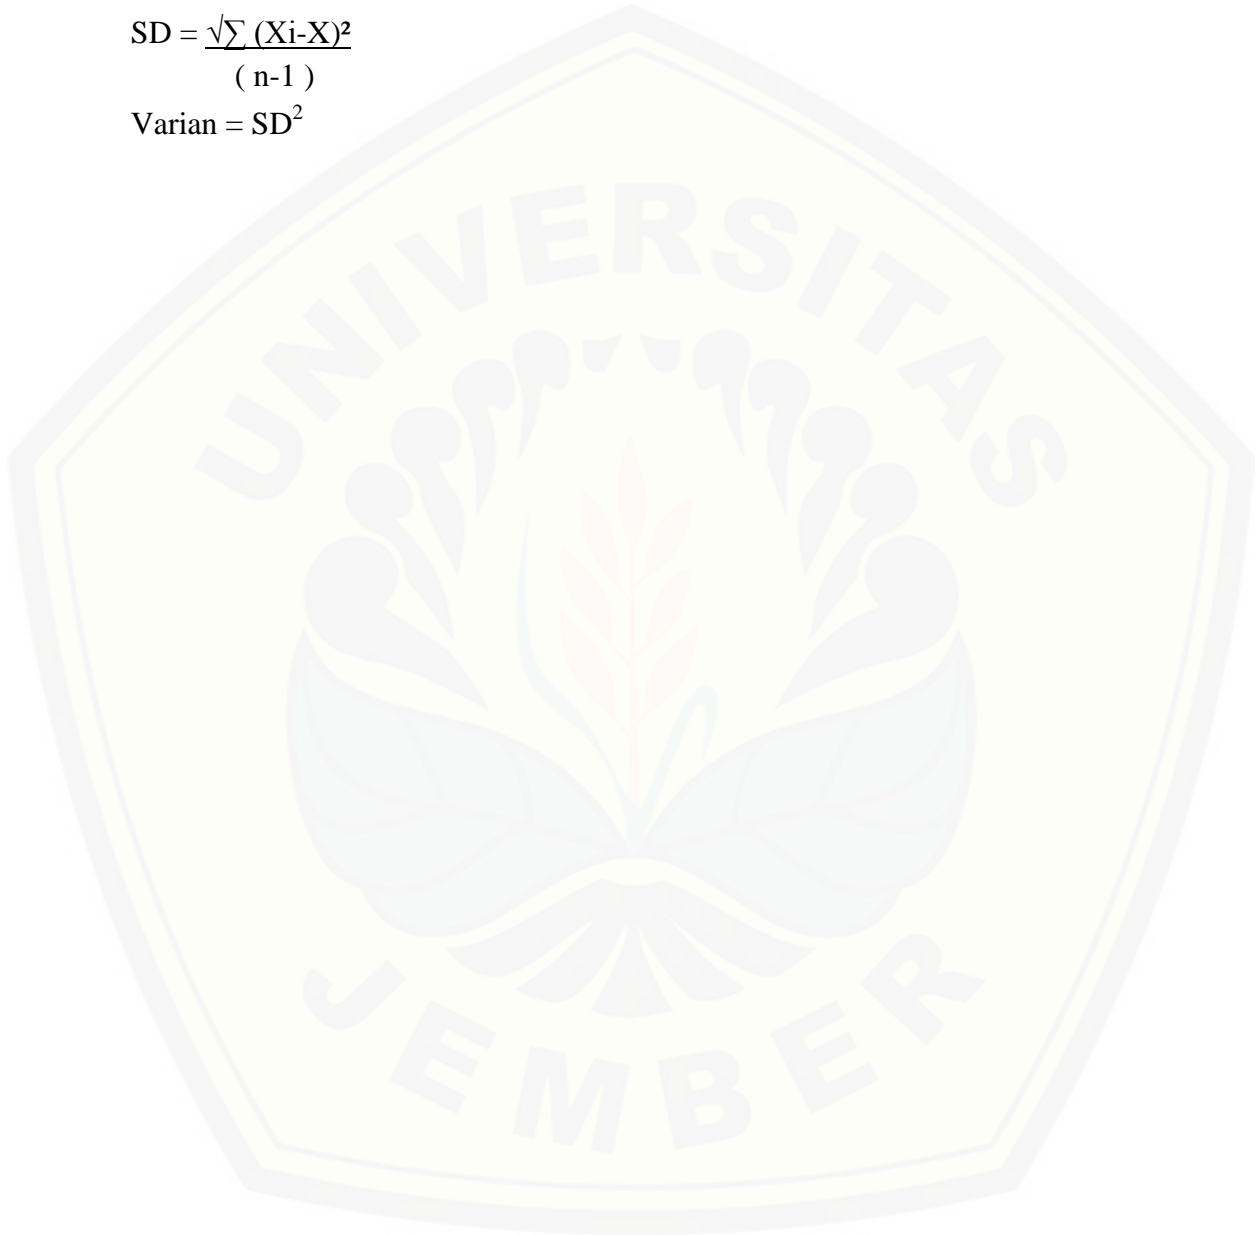 SD = √∑ (Xi-X)²
( n-1 )
Varian = SD²
UNIVERSITAS
JEMBER